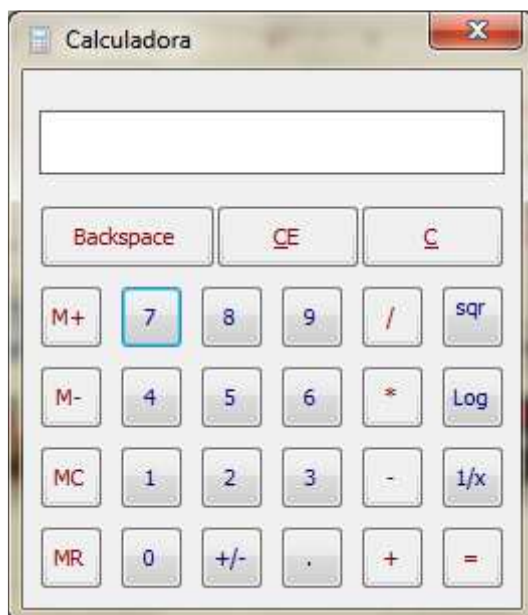 Calculadora
Backspace CE C
M+ 7 8 9 / sqr
M- 4 5 6 * Log
MC 1 2 3 - 1/x
MR 0 +/- . + =